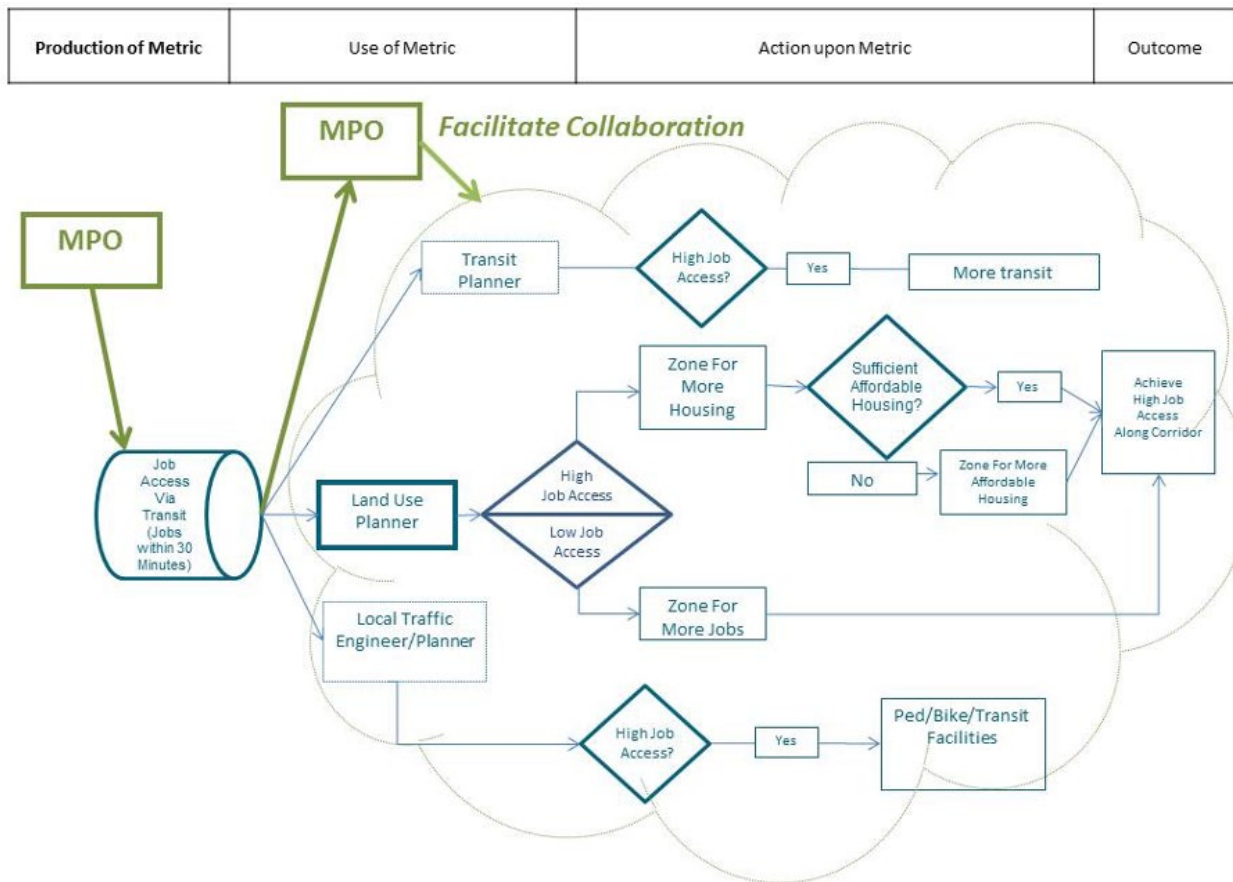 Production of Metric
Use of Metric
Action upon Metric
Outcome
MPO
Facilitate Collaboration
MPO
Transit
Planner
High Job
Access?
Yes
More transit
Zone For
More
Housing
Sufficient
Affordable
Housing?
Yes
Achieve
High Job
Access
Along Corridor
No
Zone For More
Affordable
Housing
Job
Access
Via
Transit
(Jobs
within 30
Minutes)
Land Use
Planner
High
Job Access
Low Job
Access
Local Traffic
Engineer/Planner
Zone For
More Jobs
High Job
Access?
Yes
Ped/Bike/Transit
Facilities